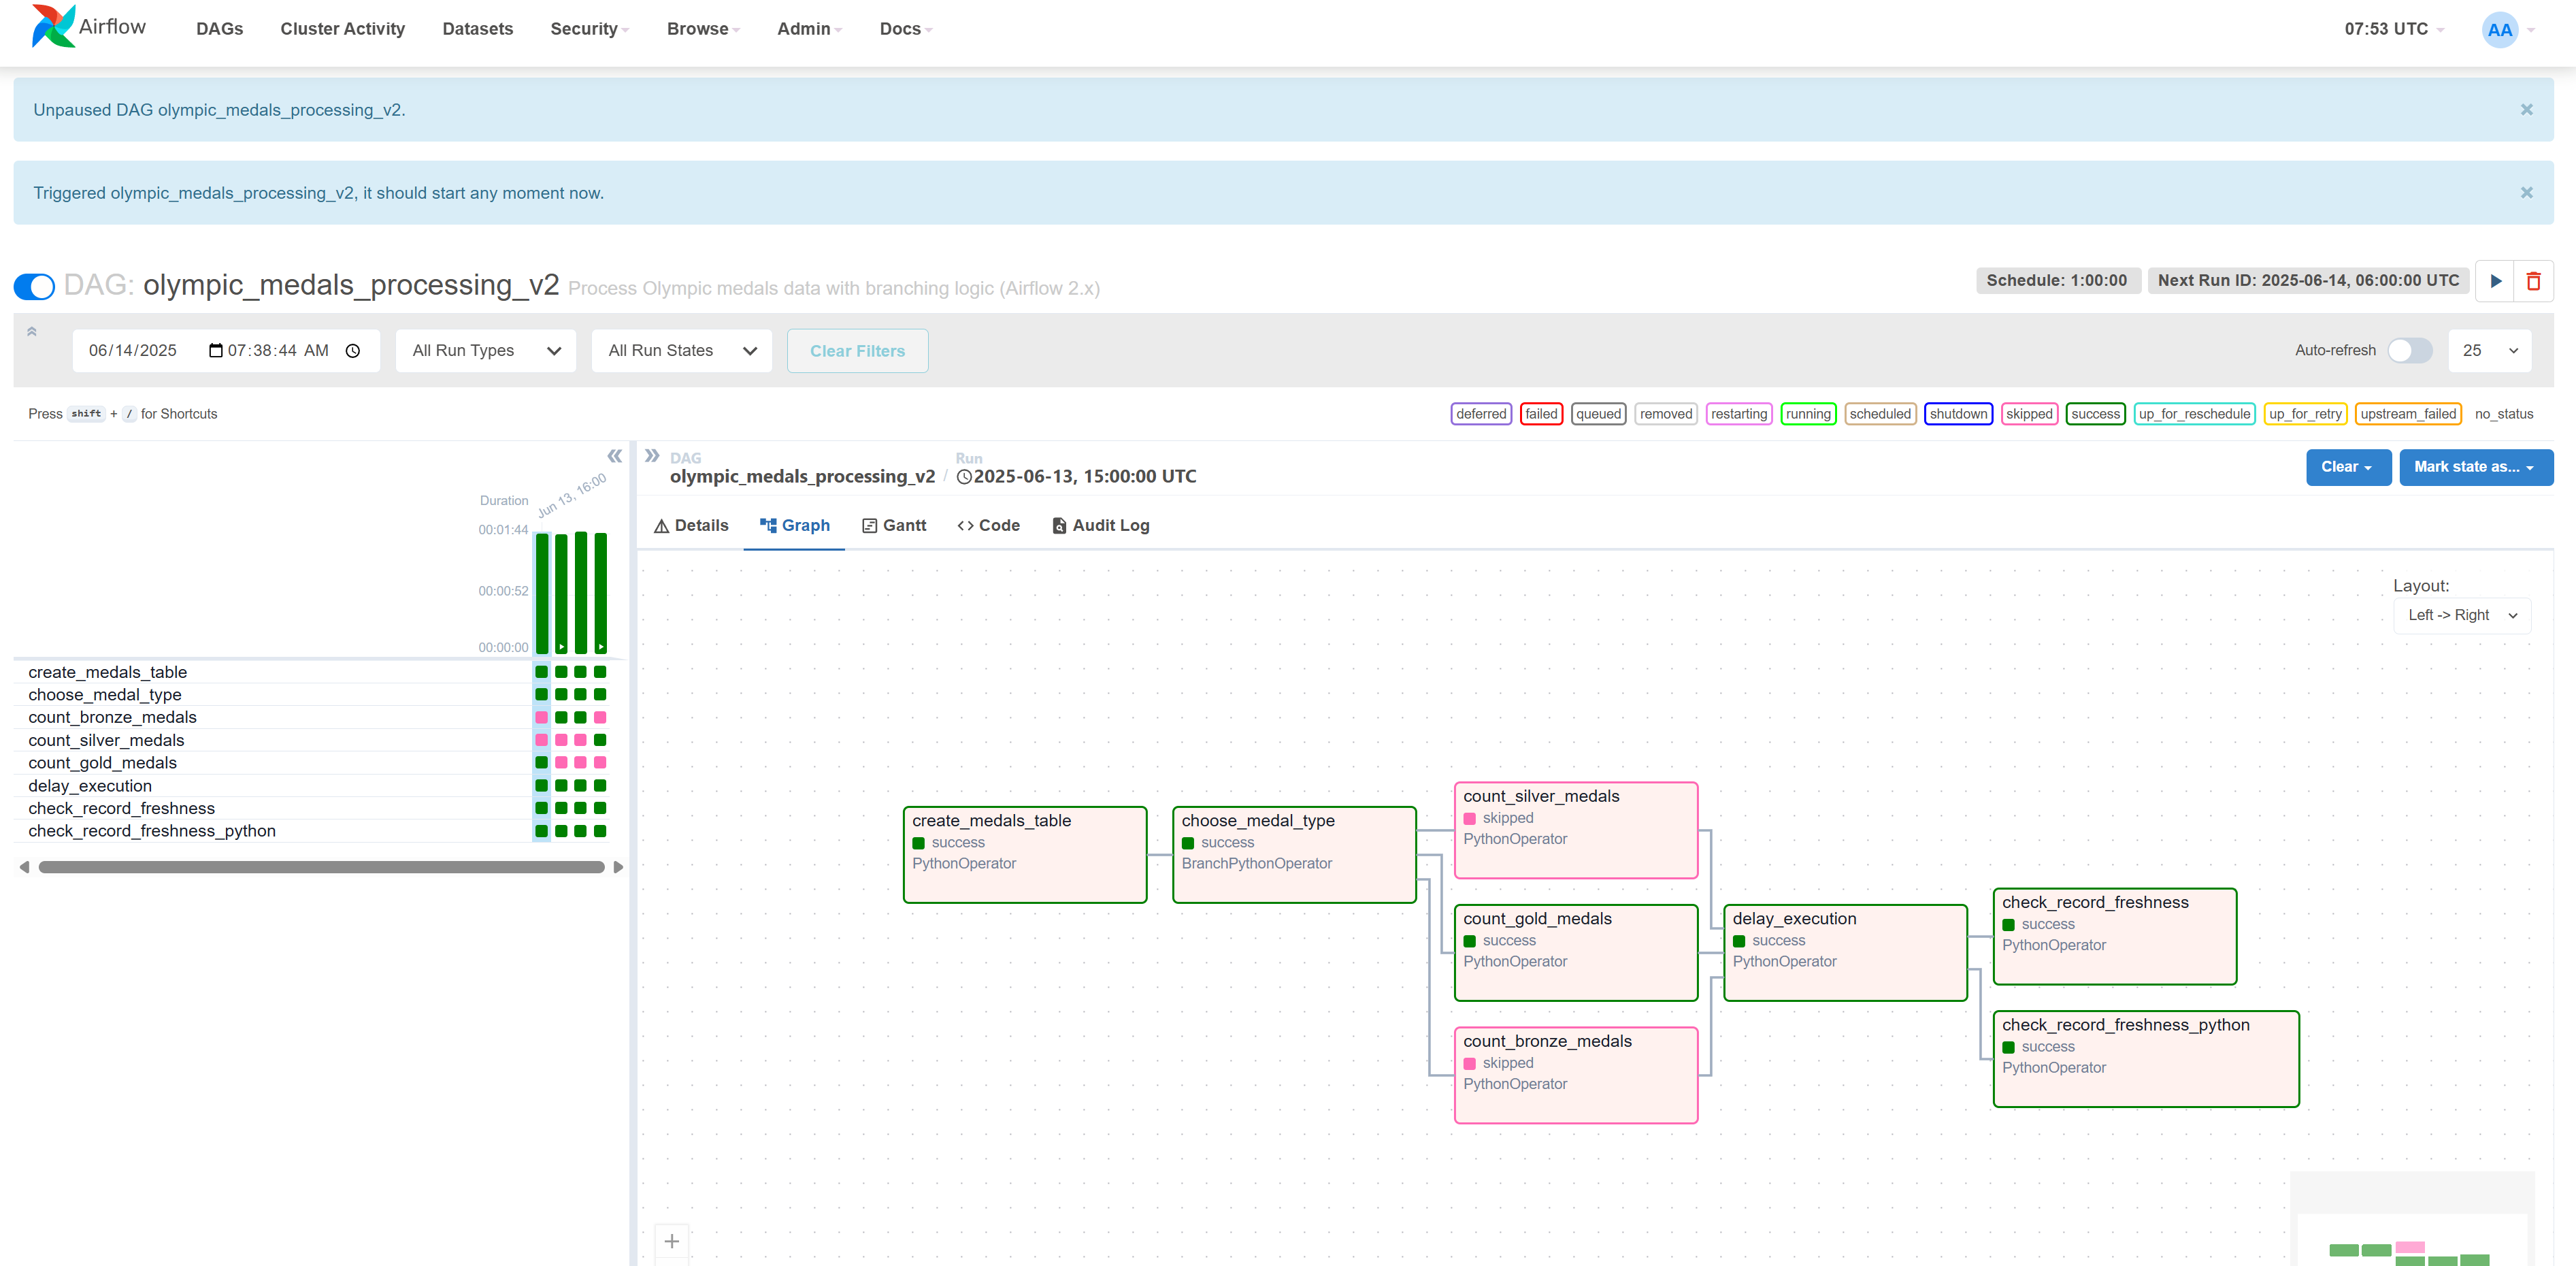 Airflow
DAGs
Cluster Activity
Datasets
Security
Browse
Admin
Docs
07:53 UTC
AA
Unpaused DAG olympic_medals_processing_v2.
×
Triggered olympic_medals_processing_v2, it should start any moment now.
×
DAG: olympic_medals_processing_v2 Process Olympic medals data with branching logic (Airflow 2.x)
Schedule: 1:00:00
Next Run ID: 2025-06-14, 06:00:00 UTC
06/14/2025 07:38:44 AM
All Run Types
All Run States
Clear Filters
Auto-refresh
25
Press shift + / for Shortcuts
deferred
failed
queued
removed
restarting
running
scheduled
shutdown
skipped
success
up_for_reschedule
up_for_retry
upstream_failed
no_status
Duration
Jun 13, 16:00
00:01:44
00:00:52
00:00:00
create_medals_table
choose_medal_type
count_bronze_medals
count_silver_medals
count_gold_medals
delay_execution
check_record_freshness
check_record_freshness_python
DAG
olympic_medals_processing_v2
/
Run
2025-06-13, 15:00:00 UTC
Clear
Mark state as...
Details
Graph
Gantt
Code
Audit Log
Layout:
Left -> Right
create_medals_table
success
PythonOperator
choose_medal_type
success
BranchPythonOperator
count_silver_medals
skipped
PythonOperator
count_gold_medals
success
PythonOperator
count_bronze_medals
skipped
PythonOperator
delay_execution
success
PythonOperator
check_record_freshness
success
PythonOperator
check_record_freshness_python
success
PythonOperator